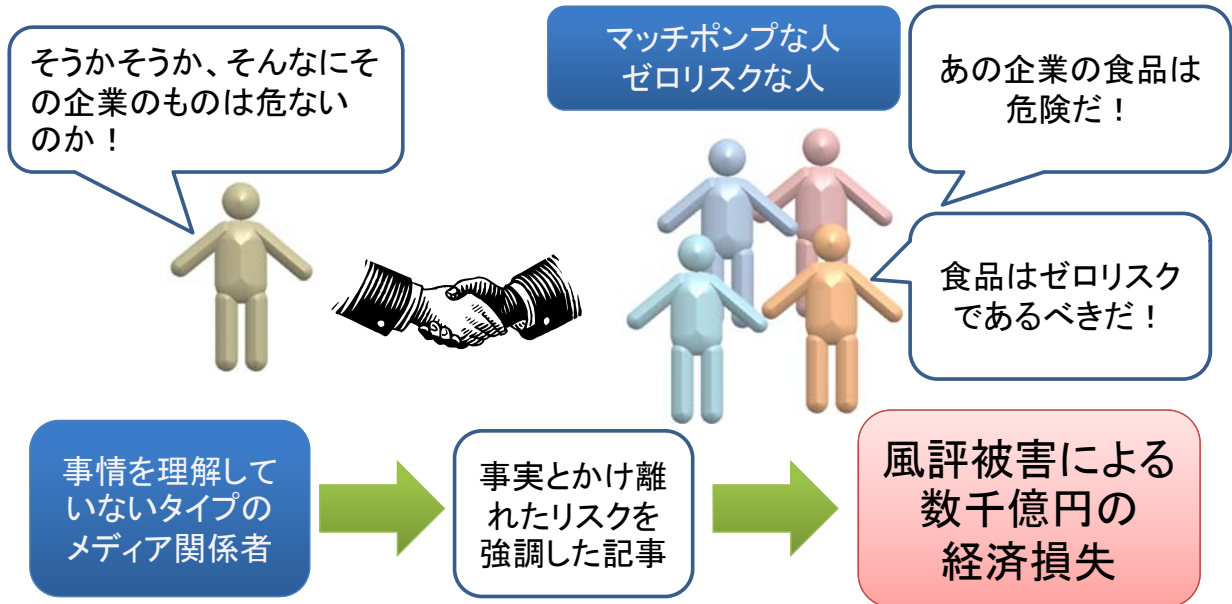 そうかそうか、そんなにそ
の企業のものは危ない
のか！
マッチポンプな人
ゼロリスクな人
あの企業の食品は
危険だ！
食品はゼロリスク
であるべきだ！
事情を理解して
いないタイプの
メディア関係者
事実とかけ離
れたリスクを
強調した記事
風評被害による
数千億円の
経済損失